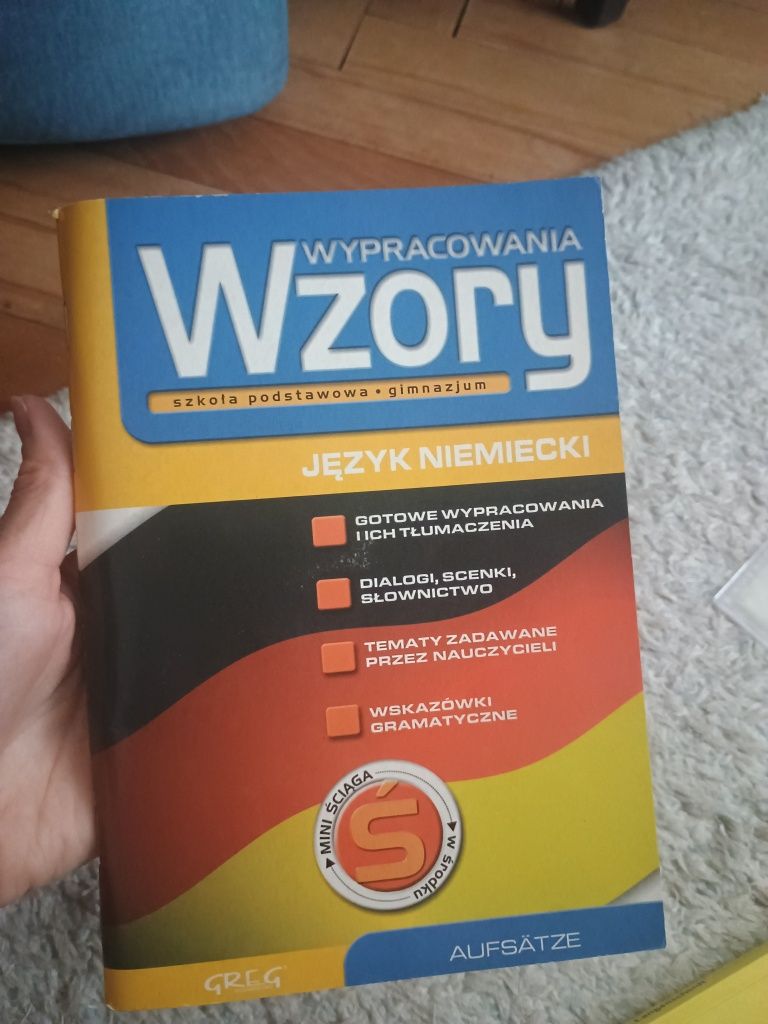 WYPRACOWANIA
Wzory
szkoła podstawowa • gimnazjum
JĘZYK NIEMIECKI
GOTOWE WYPRACOWANIA
I ICH TŁUMACZENIA
DIALOGI, SCENKI,
SŁOWNICTWO
TEMATY ZADAWANE
PRZEZ NAUCZYCIELI
WSKAZÓWKI
GRAMATYCZNE
MINI ŚCIĄGA
Ś
w środku
AUFSÄTZE
GREG